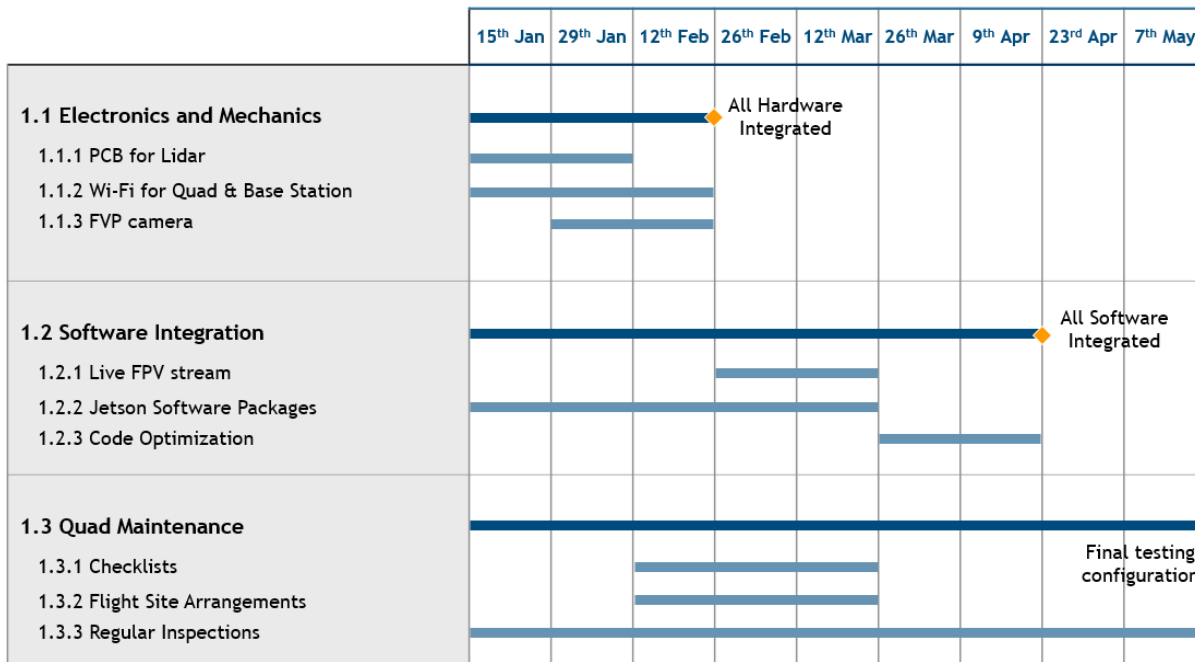 15th Jan 29th Jan 12th Feb 26th Feb 12th Mar 26th Mar 9th Apr 23rd Apr 7th May
1.1 Electronics and Mechanics
All Hardware
Integrated
1.1.1 PCB for Lidar
1.1.2 Wi-Fi for Quad & Base Station
1.1.3 FVP camera
1.2 Software Integration
All Software
Integrated
1.2.1 Live FPV stream
1.2.2 Jetson Software Packages
1.2.3 Code Optimization
1.3 Quad Maintenance
Final testing
configuration
1.3.1 Checklists
1.3.2 Flight Site Arrangements
1.3.3 Regular Inspections